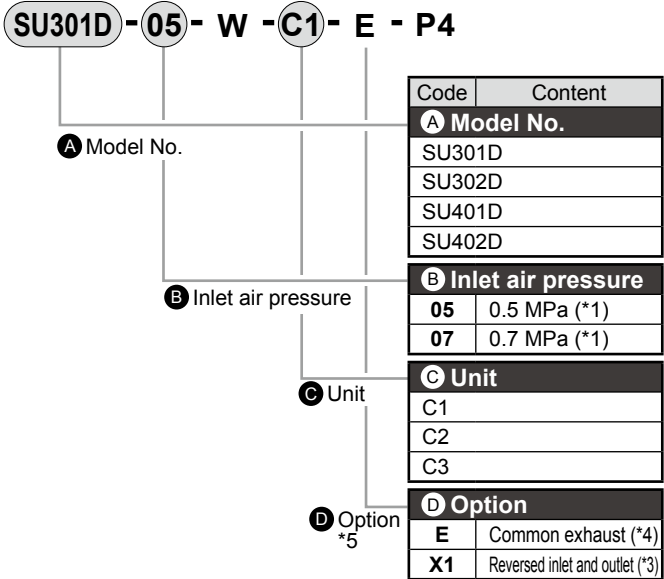 SU301D - 05 - W - C1 - E - P4
Code Content
A Model No.
A Model No.
SU301D
SU302D
SU401D
SU402D
B Inlet air pressure
B Inlet air pressure
05 0.5 MPa (*1)
07 0.7 MPa (*1)
C Unit
C Unit
C1
C2
C3
D Option
*5
D Option
E Common exhaust (*4)
X1 Reversed inlet and outlet (*3)